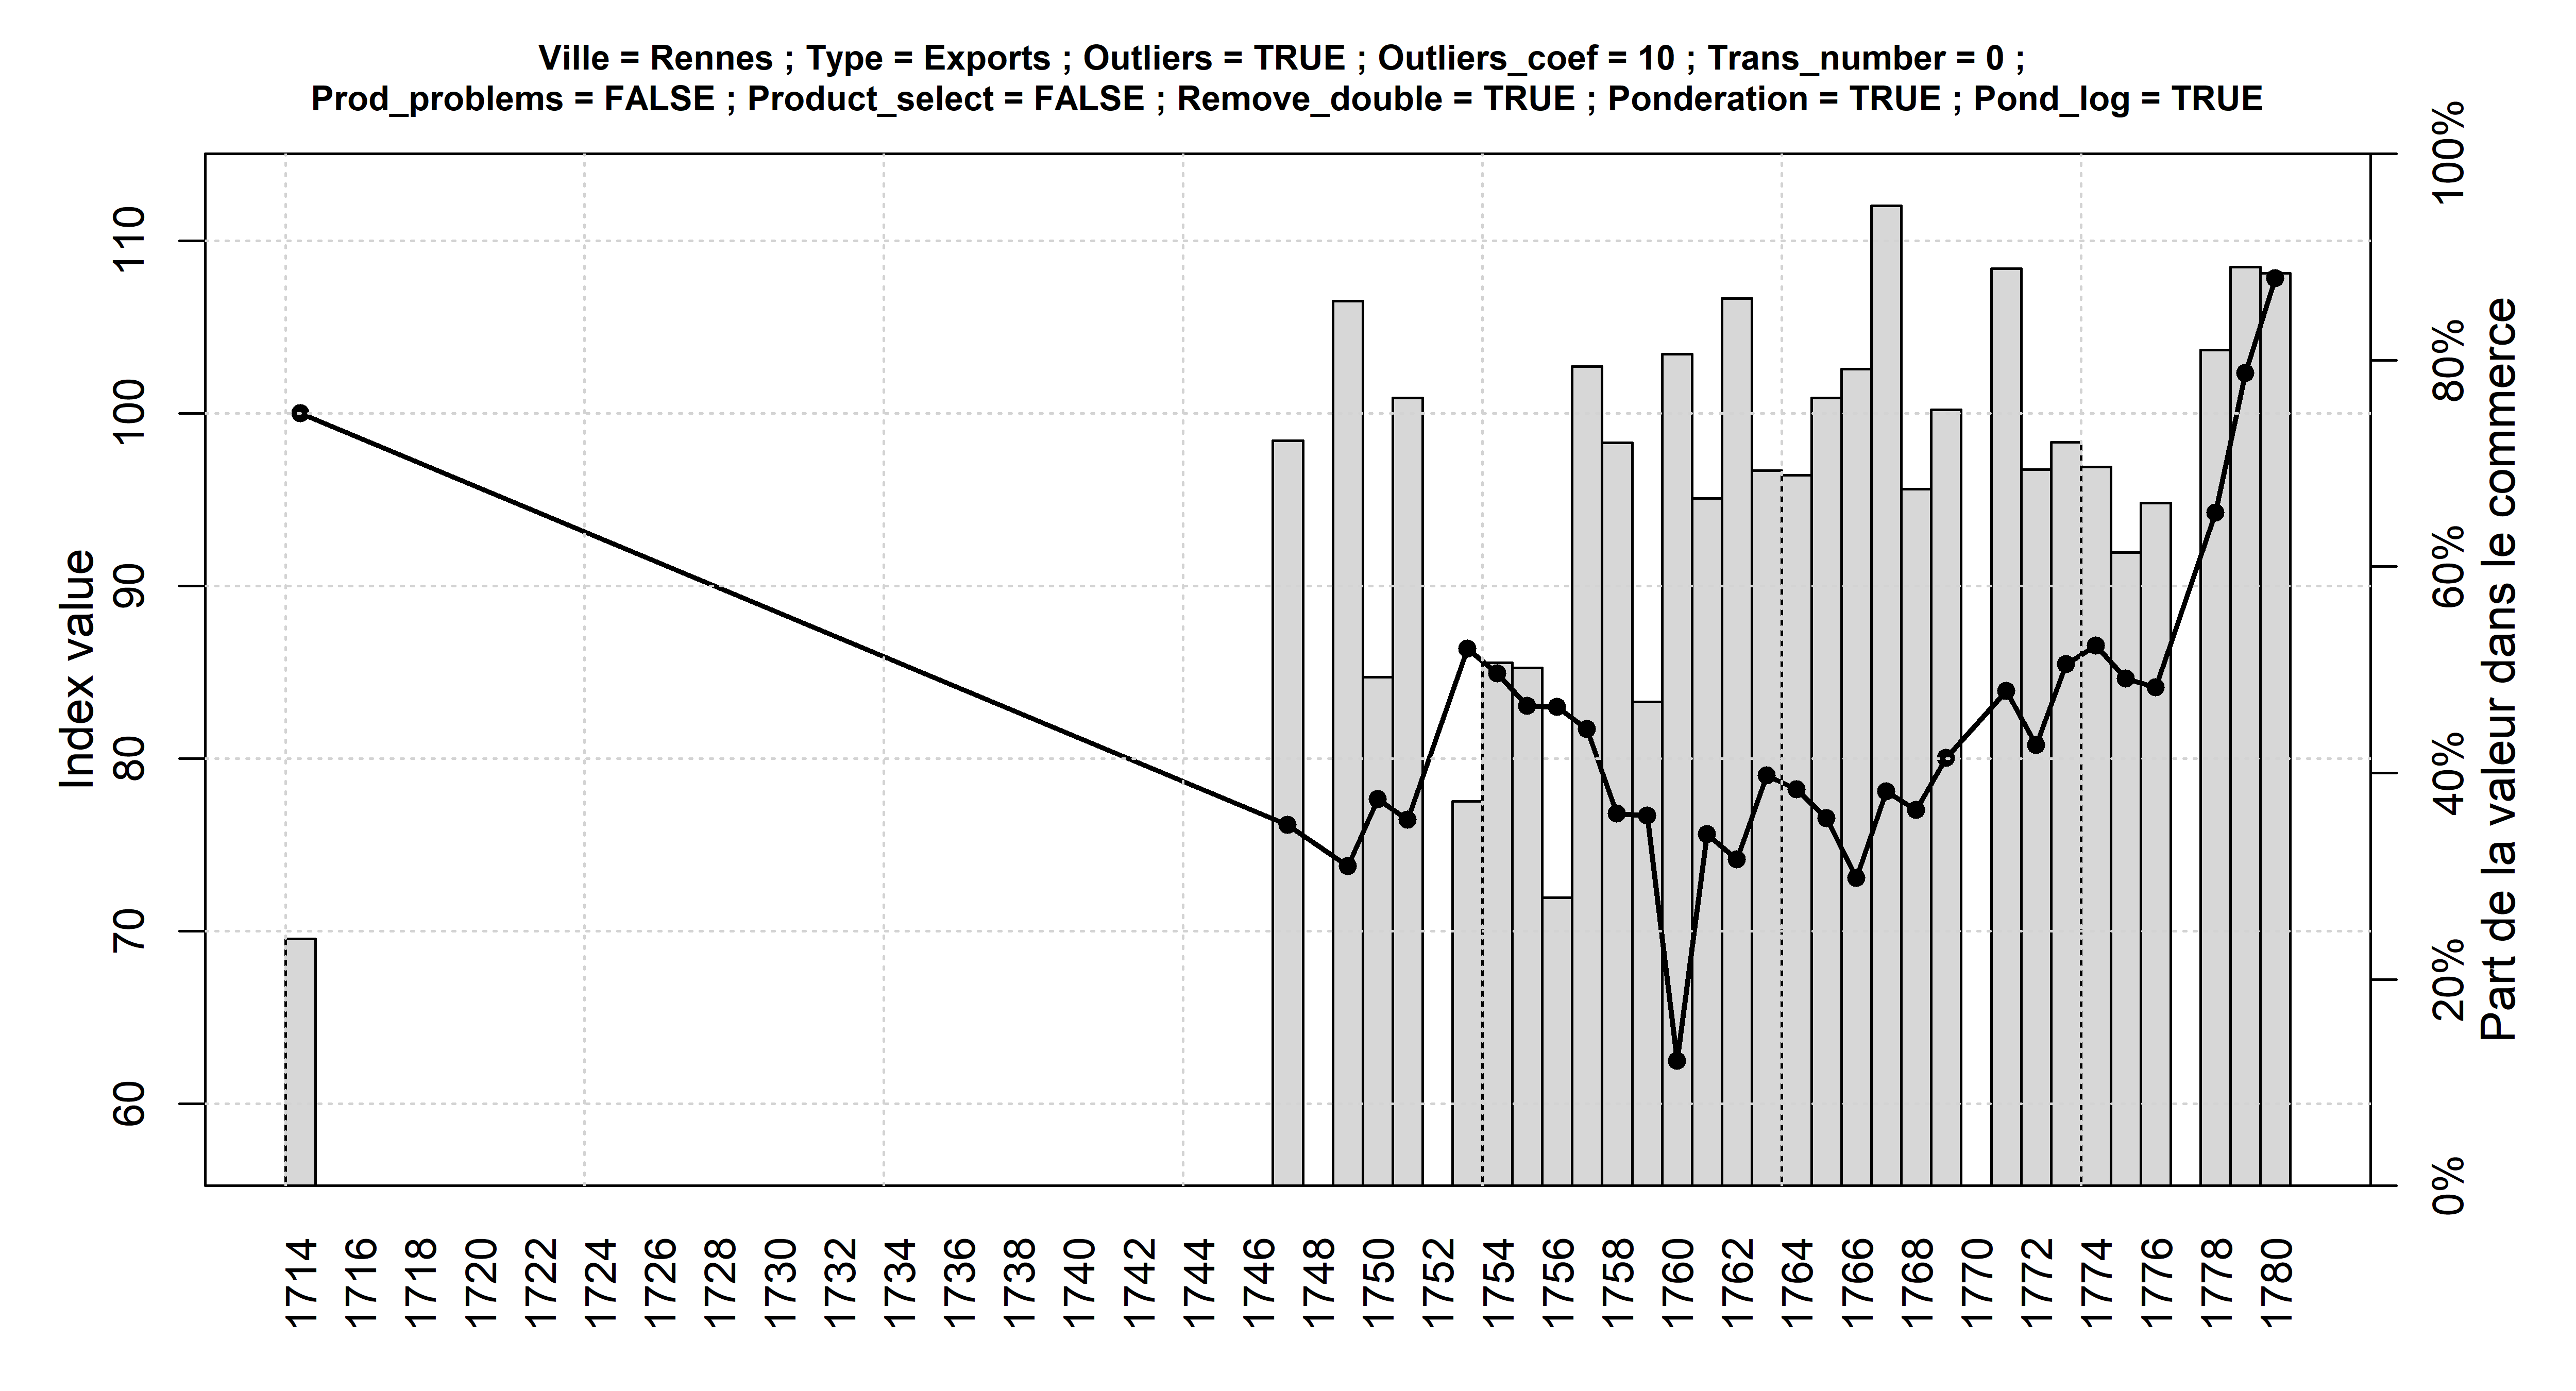 Ville = Rennes ; Type = Exports ; Outliers = TRUE ; Outliers_coef = 10 ; Trans_number = 0 ;
Prod_problems = FALSE ; Product_select = FALSE ; Remove_double = TRUE ; Ponderation = TRUE ; Pond_log = TRUE
Index value
110
100
90
80
70
60
100%
80%
60%
40%
20%
0%
Part de la valeur dans le commerce
1714 1716 1718 1720 1722 1724 1726 1728 1730 1732 1734 1736 1738 1740 1742 1744 1746 1748 1750 1752 1754 1756 1758 1760 1762 1764 1766 1768 1770 1772 1774 1776 1778 1780